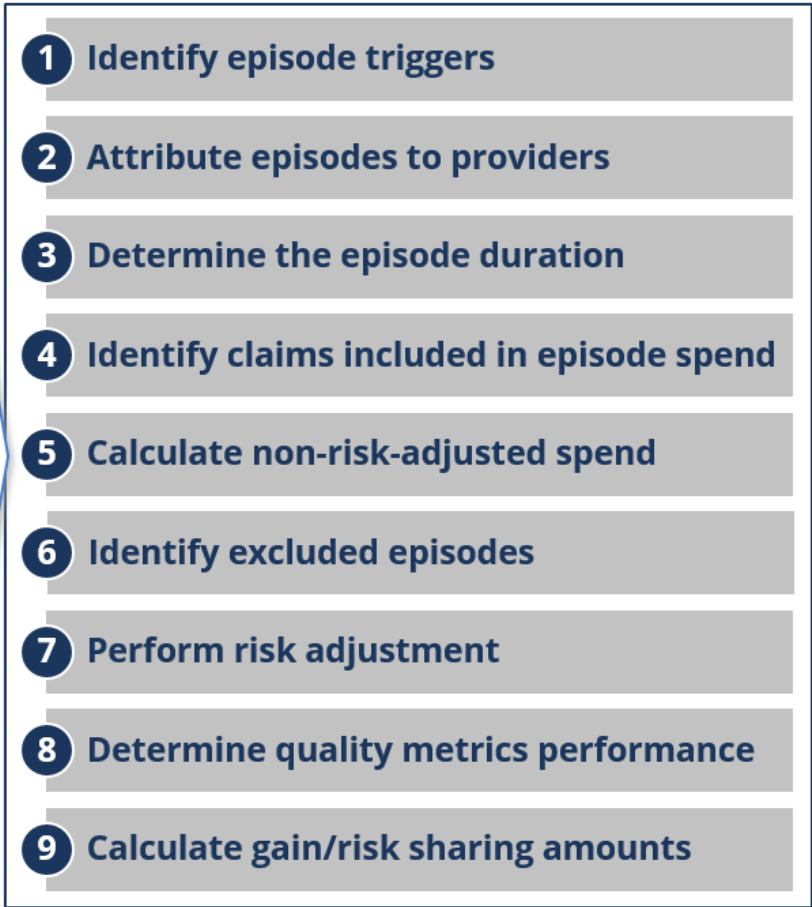 1 Identify episode triggers
2 Attribute episodes to providers
3 Determine the episode duration
4 Identify claims included in episode spend
5 Calculate non-risk-adjusted spend
6 Identify excluded episodes
7 Perform risk adjustment
8 Determine quality metrics performance
9 Calculate gain/risk sharing amounts